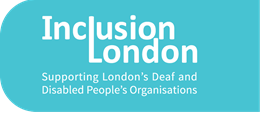 Inclusion
London
Supporting London's Deaf and
Disabled People's Organisations